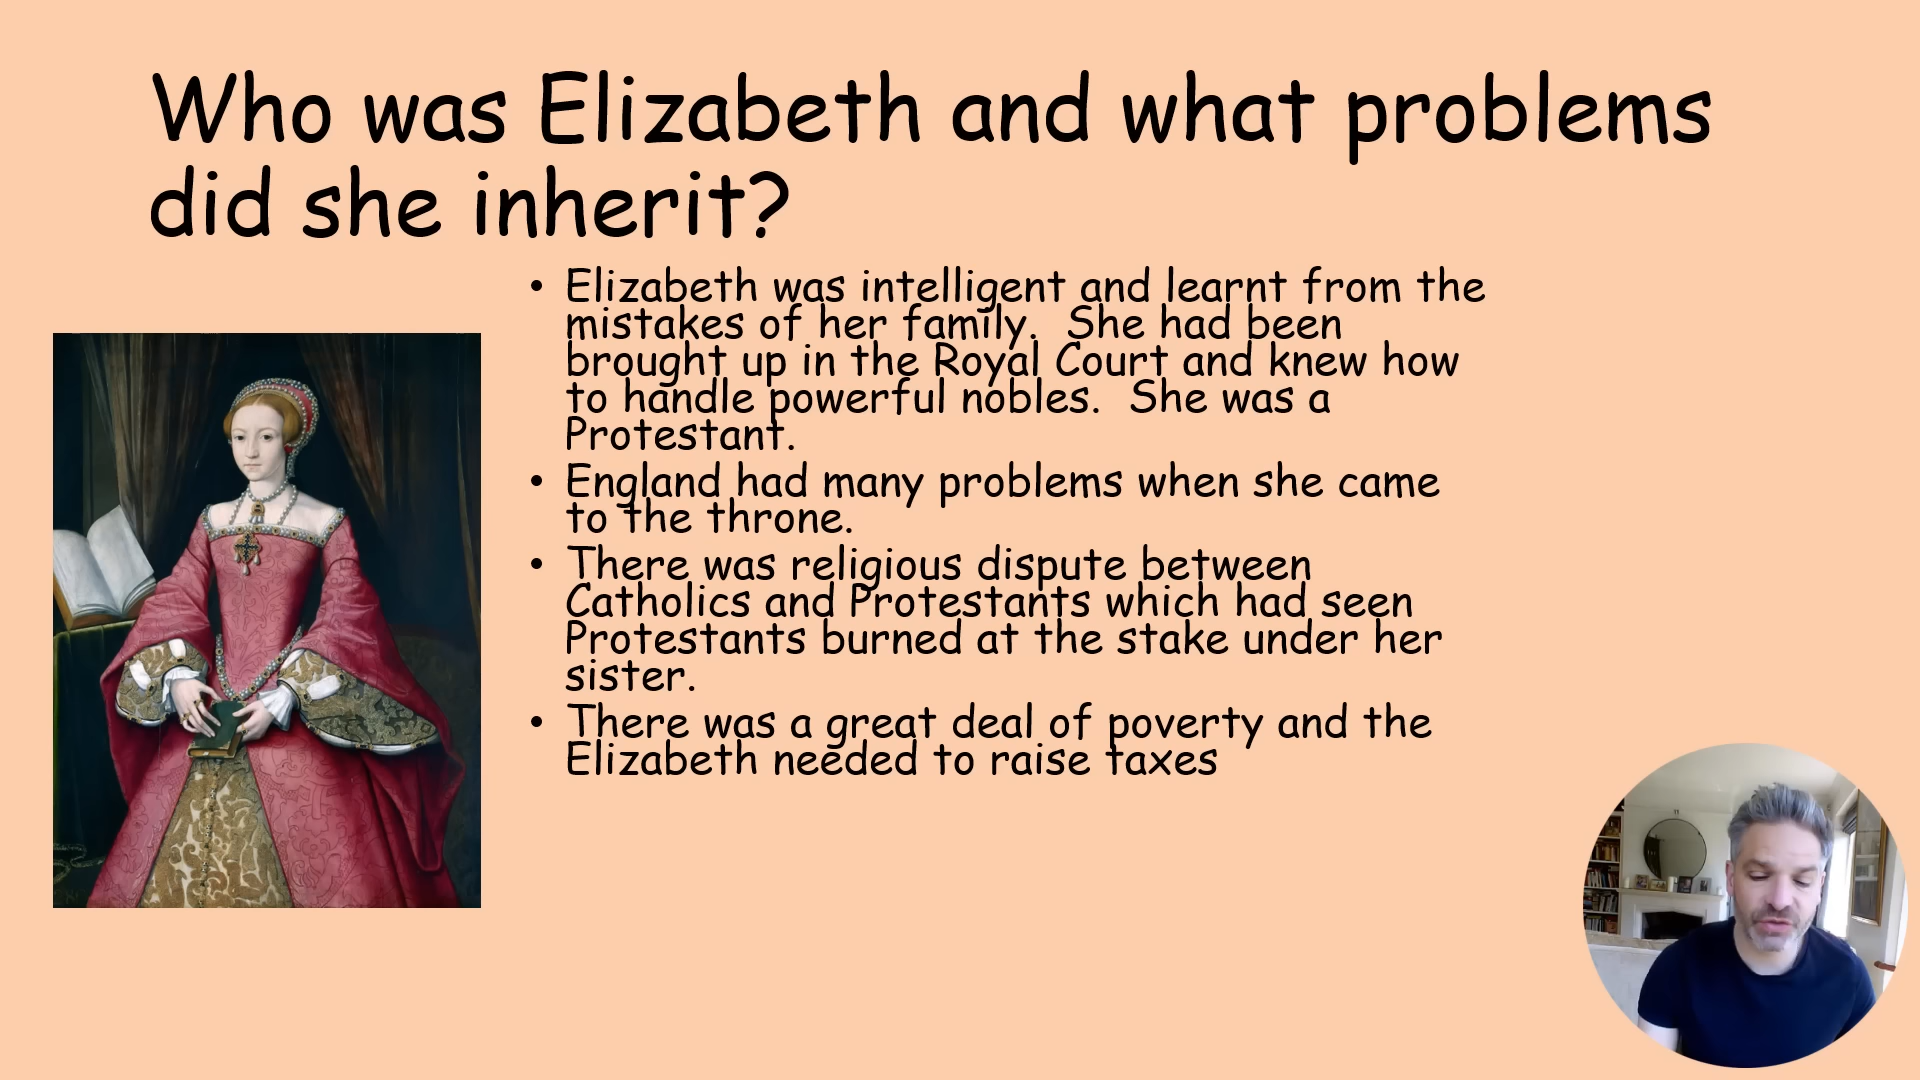 Who was Elizabeth and what problems
did she inherit?
• Elizabeth was intelligent and learnt from the
mistakes of her family.  She had been
brought up in the Royal Court and knew how
to handle powerful nobles.  She was a
Protestant.
• England had many problems when she came
to the throne.
• There was religious dispute between
Catholics and Protestants which had seen
Protestants burned at the stake under her
sister.
• There was a great deal of poverty and the
Elizabeth needed to raise taxes